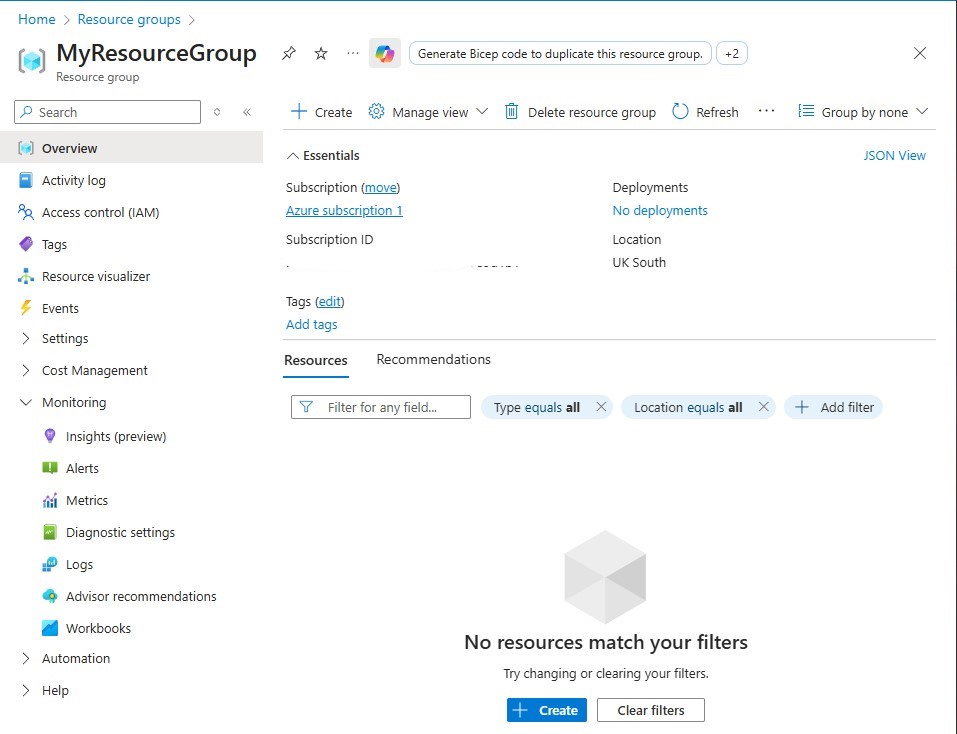 Home > Resource groups >
MyResourceGroup
Resource group
Generate Bicep code to duplicate this resource group.
+2
Search
Create
Manage view
Delete resource group
Refresh
Group by none
Overview
Activity log
Access control (IAM)
Tags
Resource visualizer
Events
Settings
Cost Management
Monitoring
Insights (preview)
Alerts
Metrics
Diagnostic settings
Logs
Advisor recommendations
Workbooks
Automation
Help
Essentials
JSON View
Subscription (move)
Azure subscription 1
Subscription ID
Deployments
No deployments
Location
UK South
Tags (edit)
Add tags
Resources
Recommendations
Filter for any field...
Type equals all
Location equals all
Add filter
No resources match your filters
Try changing or clearing your filters.
Create
Clear filters